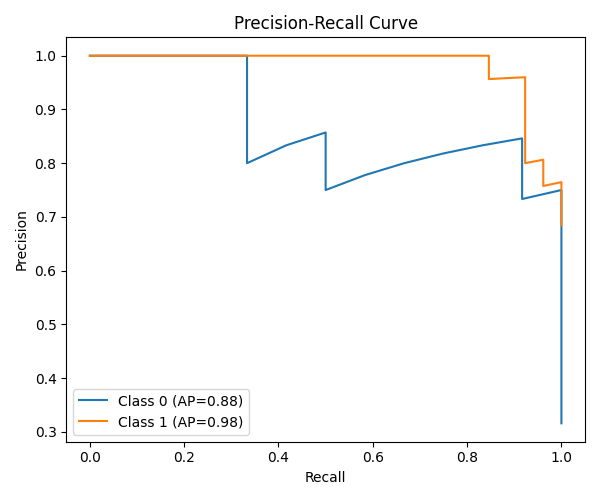 Precision-Recall Curve
Precision
1.0
0.9
0.8
0.7
0.6
0.5
0.4
0.3
Class 0 (AP=0.88)
Class 1 (AP=0.98)
0.0 0.2 0.4 0.6 0.8 1.0
Recall